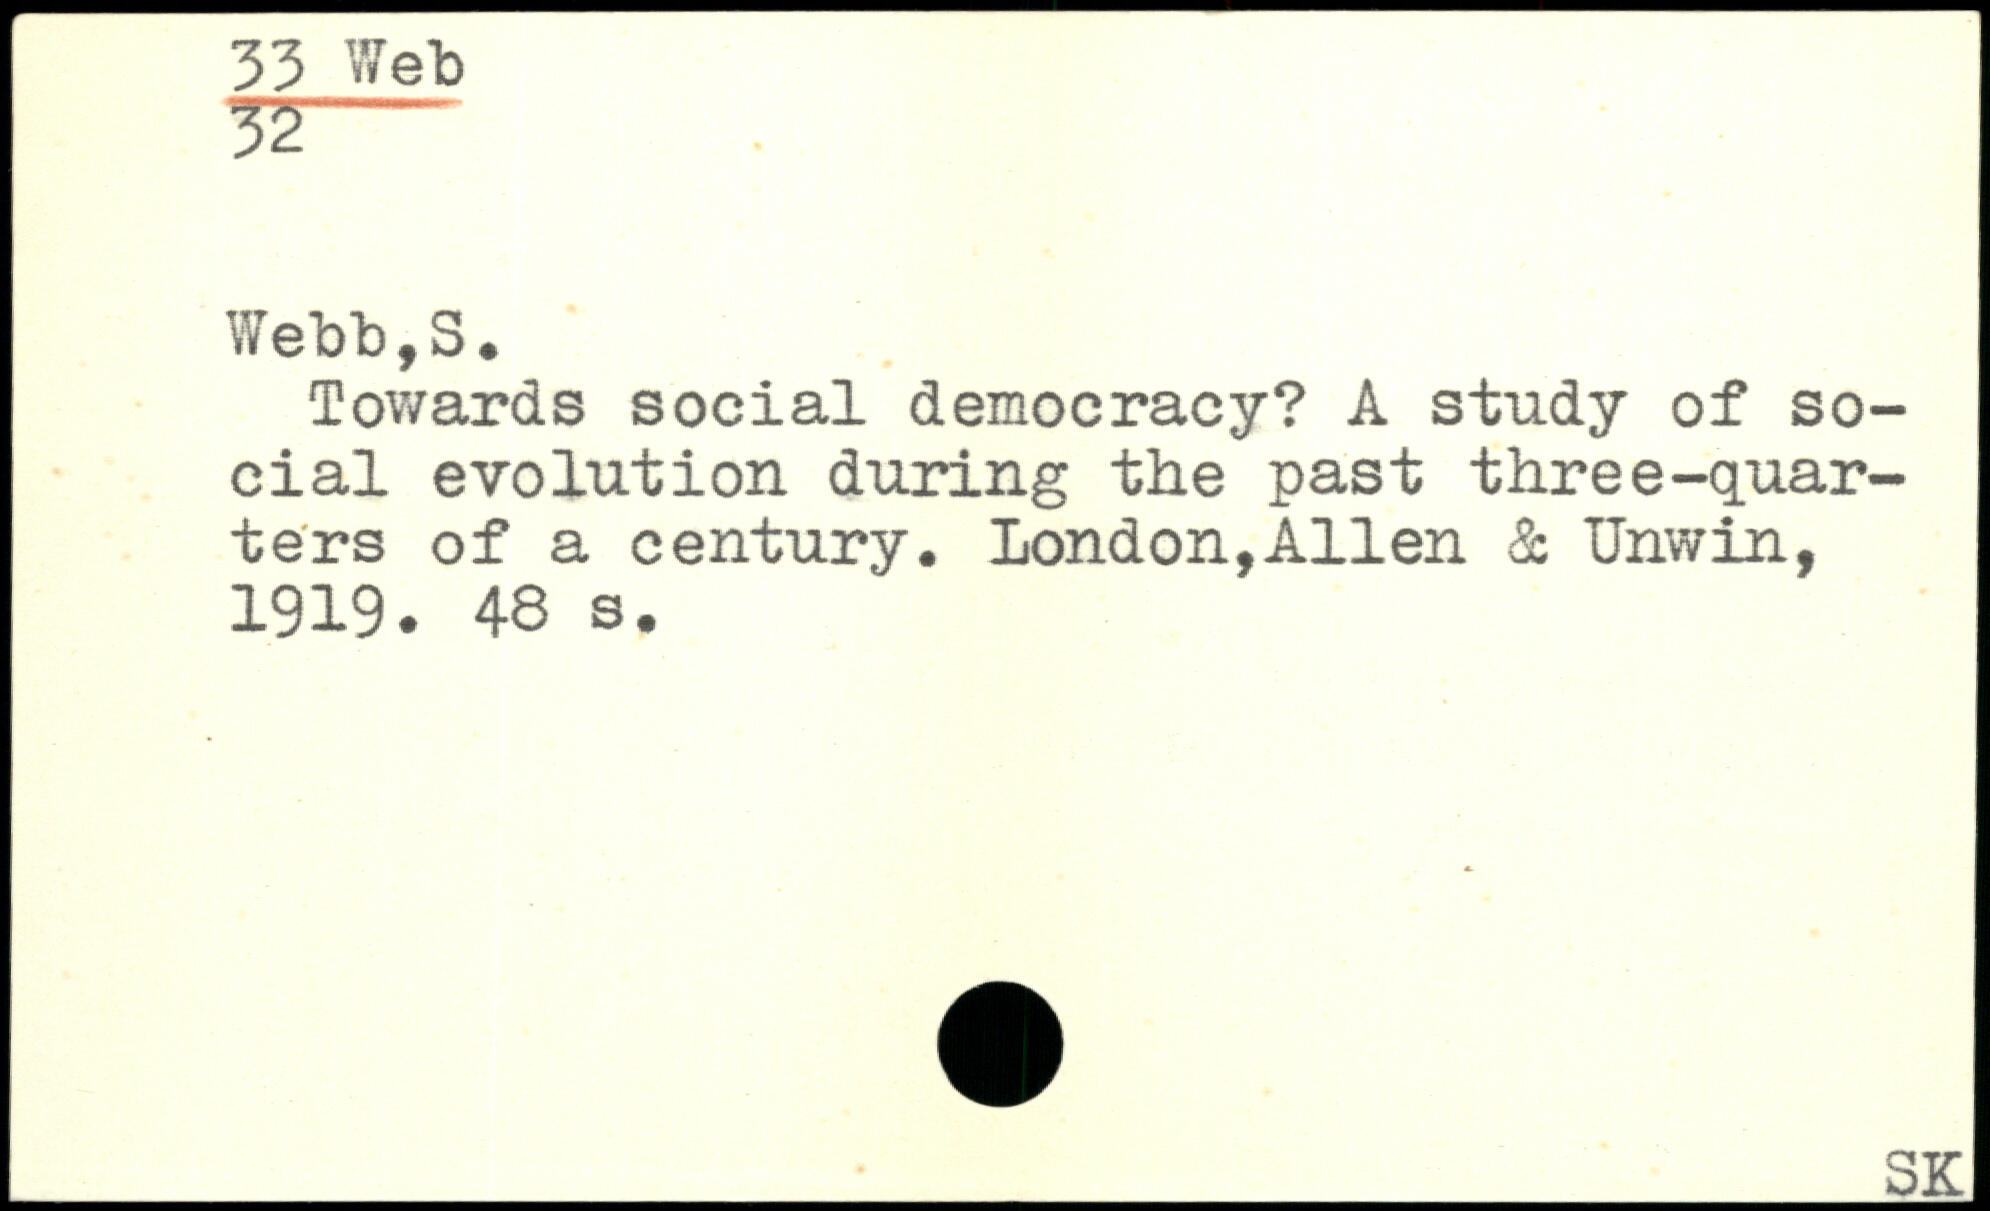 33 Web
32
Webb,S.
Towards social democracy? A study of so-
cial evolution during the past three-quar-
ters of a century. London,Allen & Unwin,
1919. 48 s.
SK